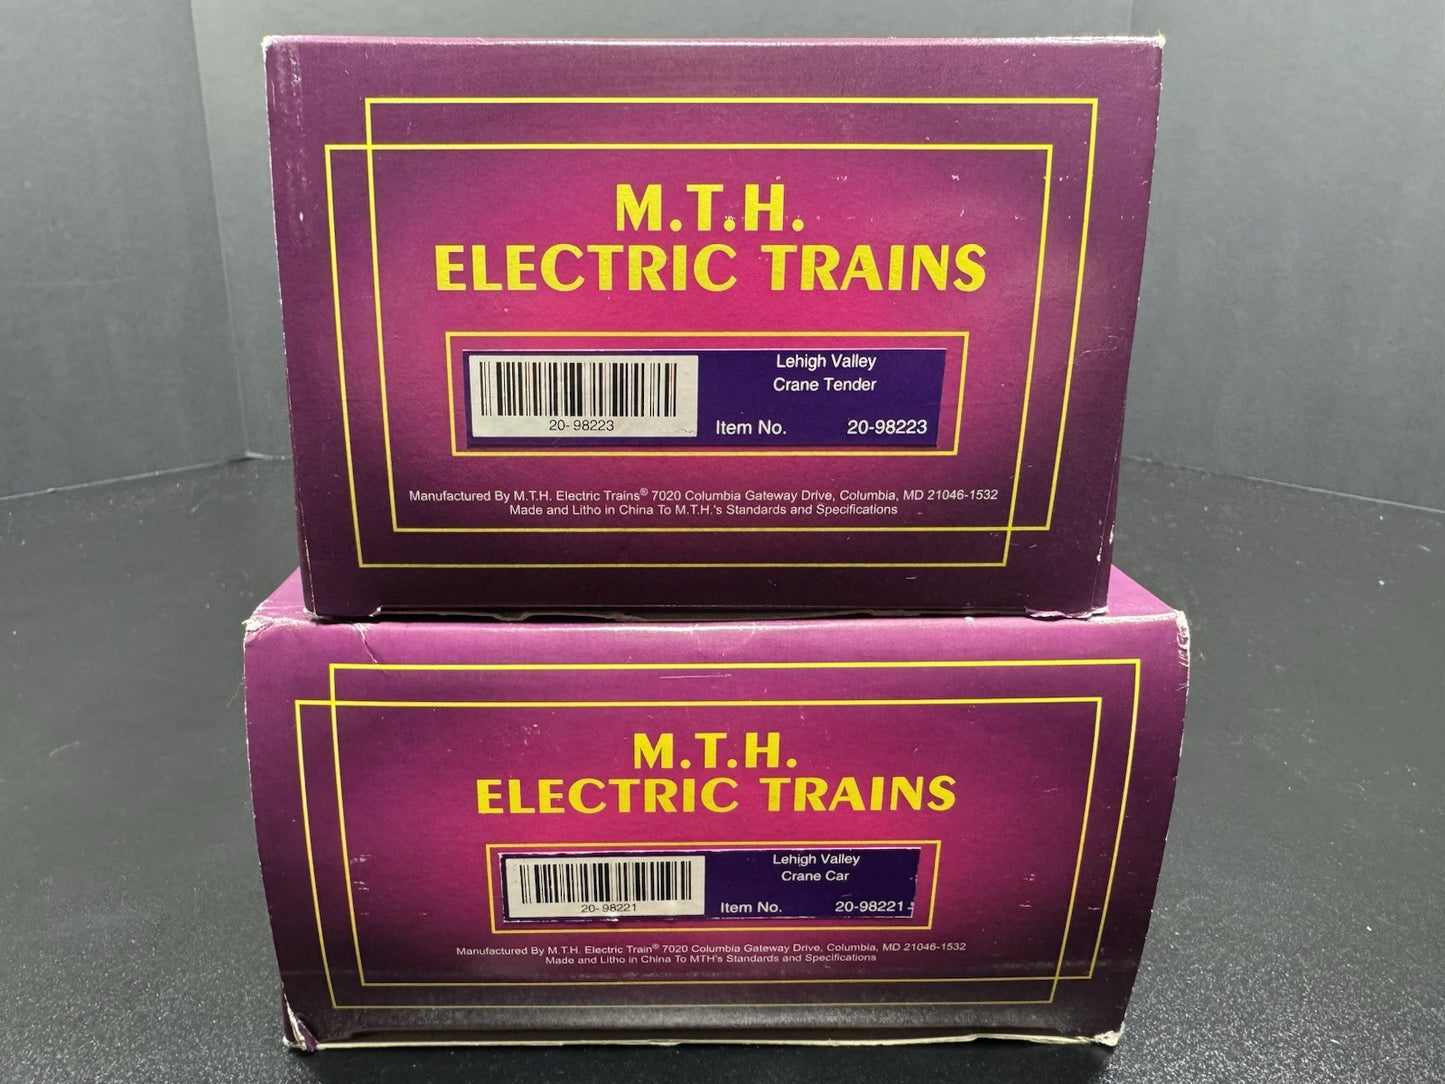 M.T.H.
ELECTRIC TRAINS
Lehigh Valley
Crane Tender
20-98223
Item No. 20-98223
Manufactured By M.T.H. Electric Trains® 7020 Columbia Gateway Drive, Columbia, MD 21046-1532
Made and Litho in China To M.T.H.'s Standards and Specifications
M.T.H.
ELECTRIC TRAINS
Lehigh Valley
Crane Car
20-98221
Item No. 20-98221
Manufactured By M.T.H. Electric Train® 7020 Columbia Gateway Drive, Columbia, MD 21046-1532
Made and Litho in China To MTH's Standards and Specifications